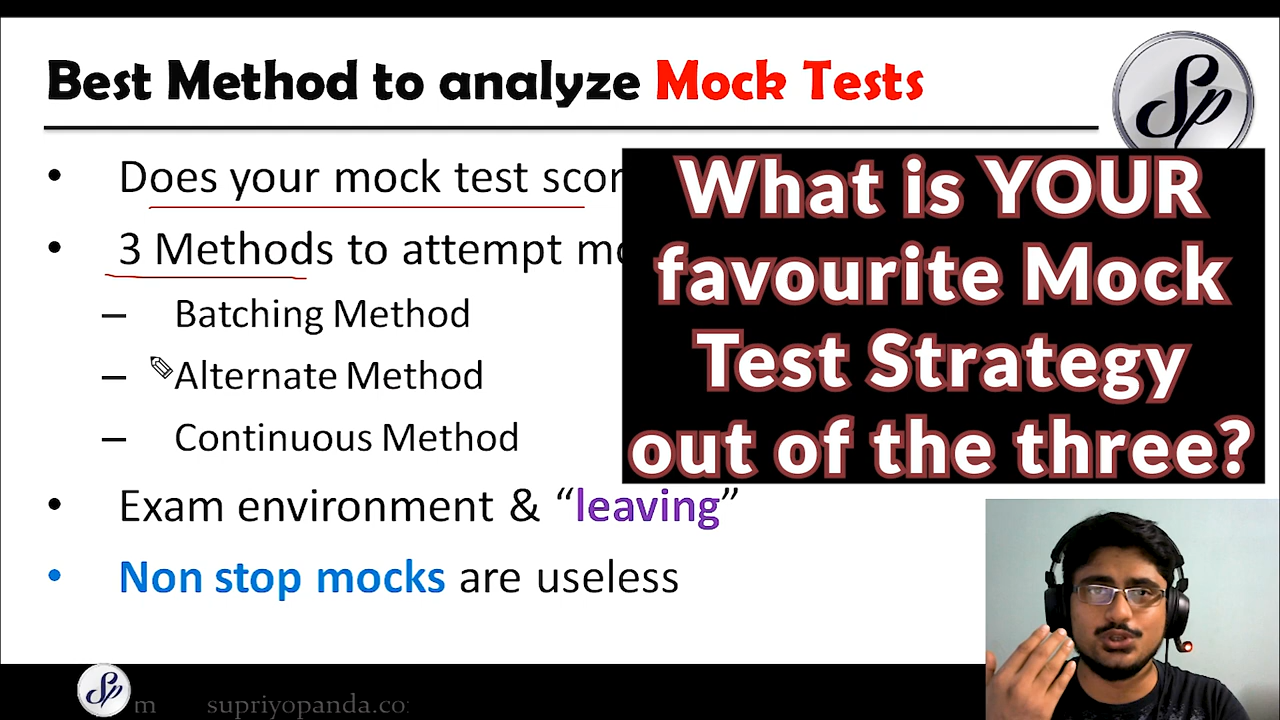 Best Method to analyze Mock Tests
Sp
• Does your mock test scor
• 3 Methods to attempt mo
– Batching Method
– Alternate Method
– Continuous Method
• Exam environment & “leaving”
• Non stop mocks are useless
What is YOUR
favourite Mock
Test Strategy
out of the three?
Sp m supriyopanda.co